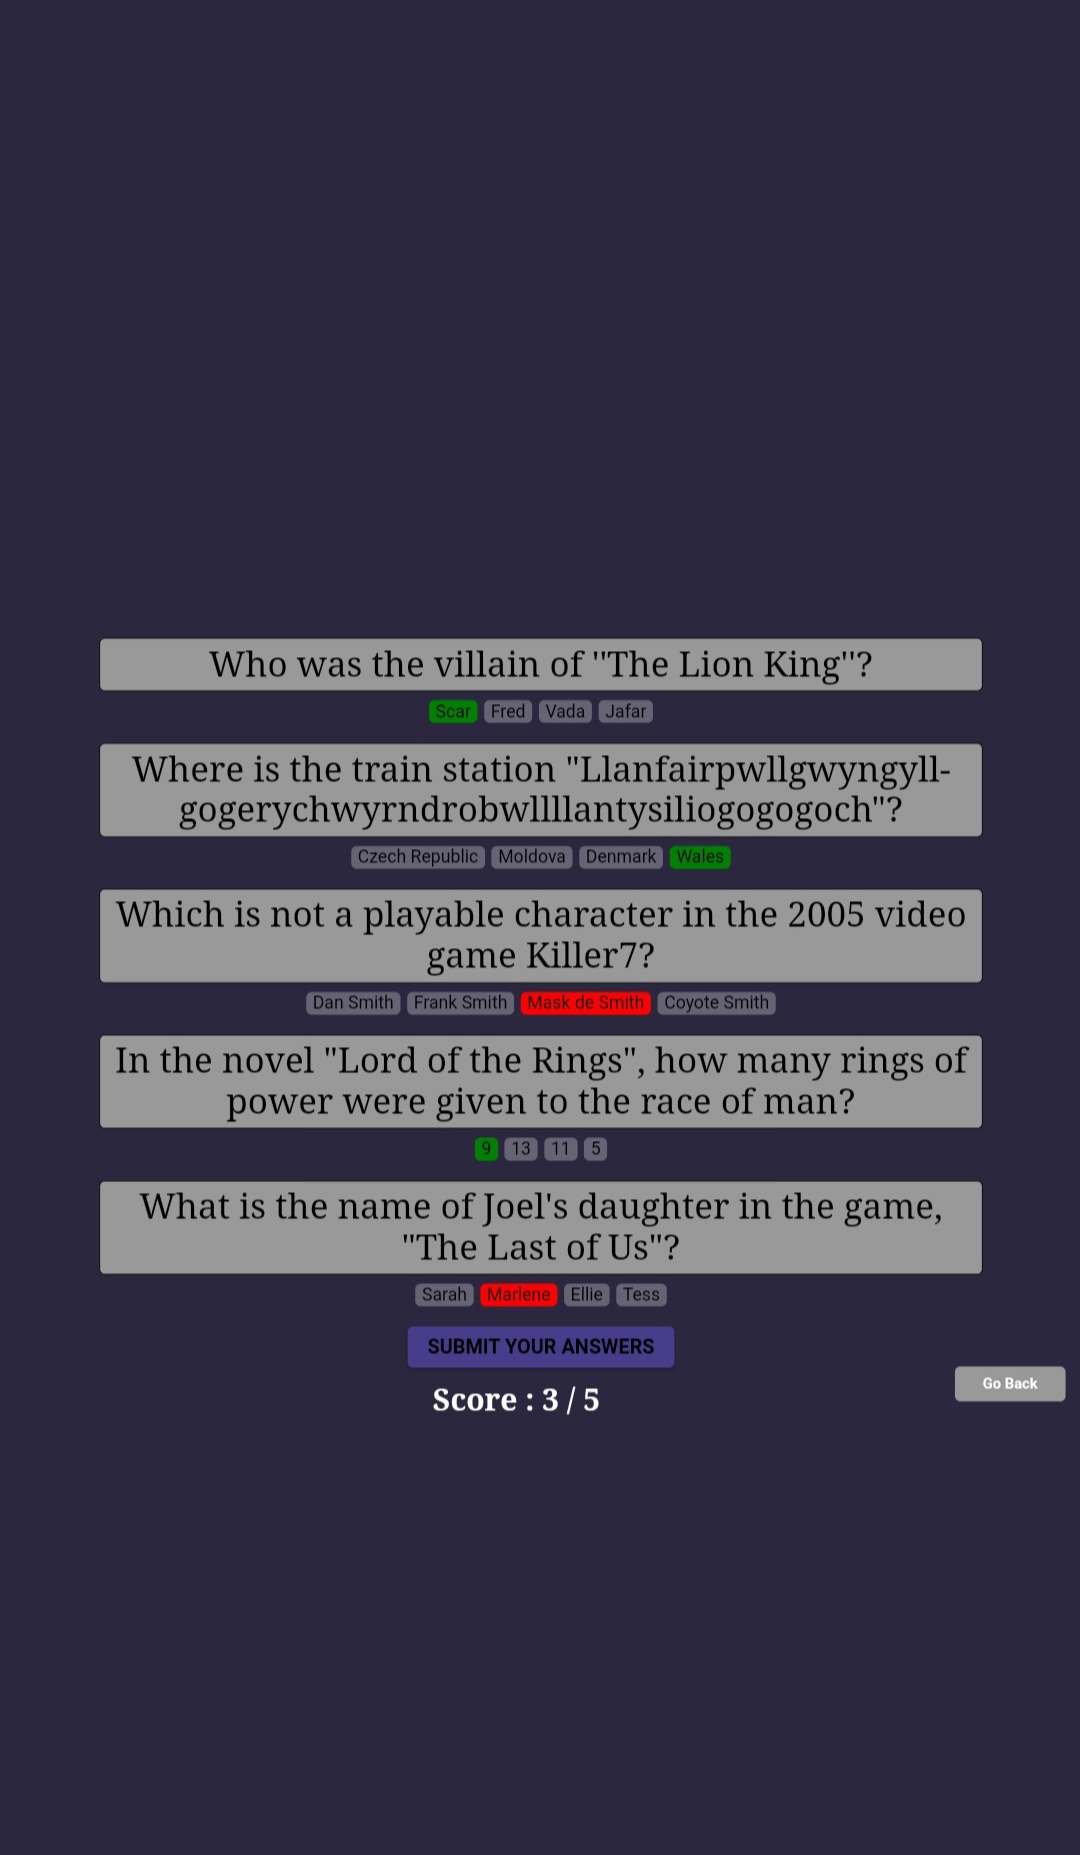 Who was the villain of ''The Lion King''?
Scar Fred Vada Jafar
Where is the train station "Llanfairpwllgwyngyll-
gogerychwyrndrobwllllantysiliogogogoch"?
Czech Republic Moldova Denmark Wales
Which is not a playable character in the 2005 video
game Killer7?
Dan Smith Frank Smith Mask de Smith Coyote Smith
In the novel "Lord of the Rings", how many rings of
power were given to the race of man?
9 13 11 5
What is the name of Joel's daughter in the game,
"The Last of Us"?
Sarah Marlene Ellie Tess
SUBMIT YOUR ANSWERS
Go Back
Score : 3 / 5